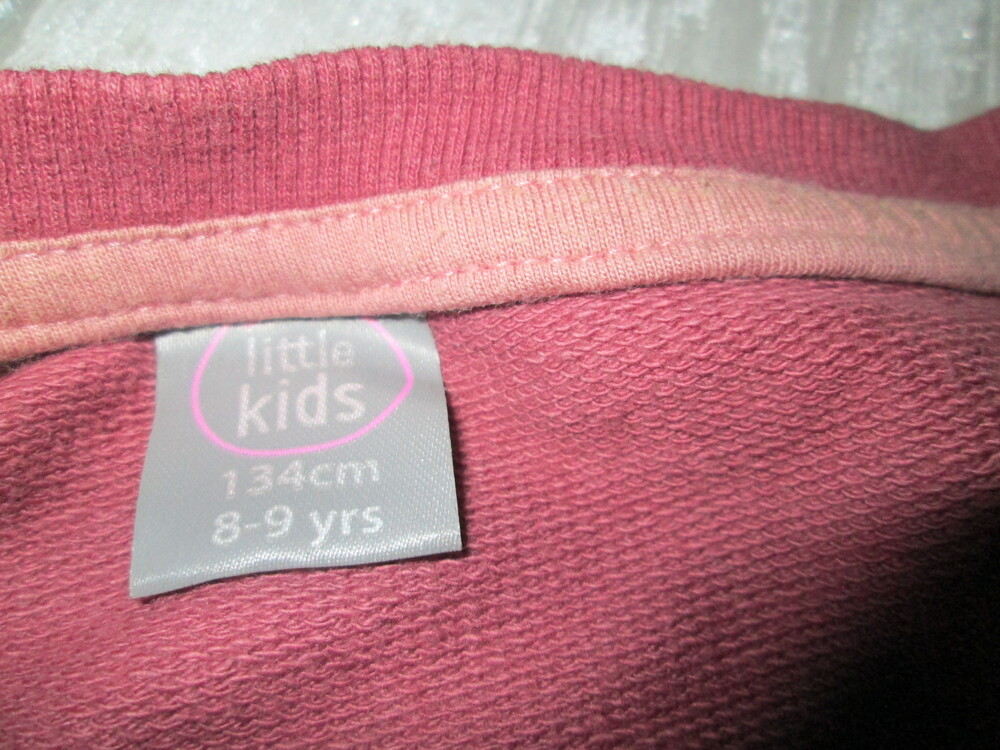 little
kids
134cm
8-9 yrs